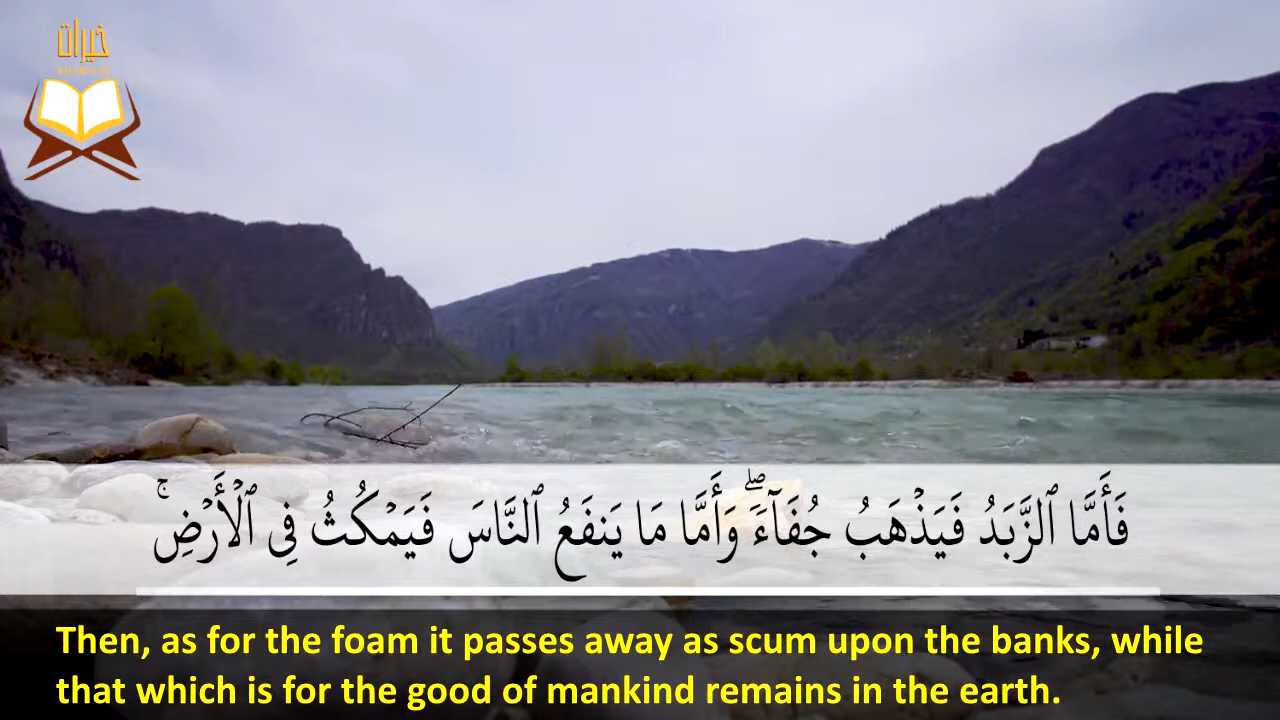 خيرات
فَأَمَّا ٱلزَّبَدُ فَيَذۡهَبُ جُفَآءٗۖ وَأَمَّا مَا يَنفَعُ ٱلنَّاسَ فَيَمۡكُثُ فِي ٱلۡأَرۡضِۚ
Then, as for the foam it passes away as scum upon the banks, while
that which is for the good of mankind remains in the earth.